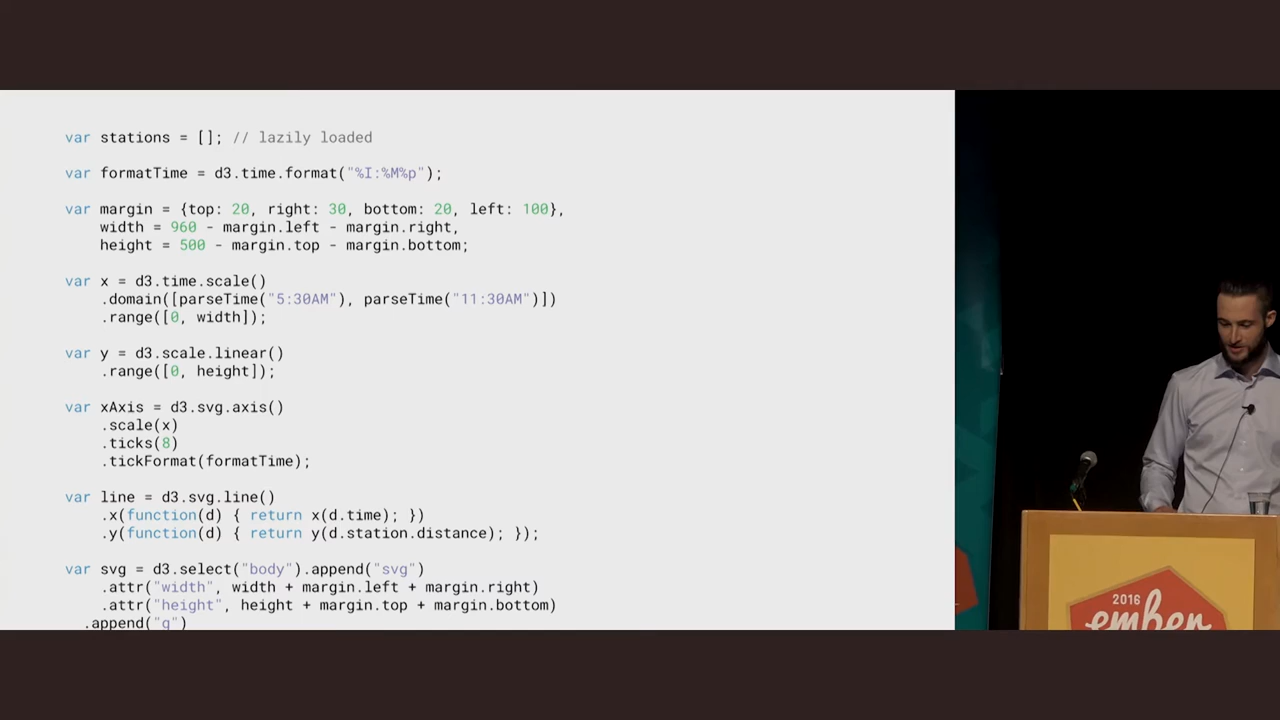 var stations = []; // lazily loaded
var formatTime = d3.time.format("%I:%M%p");
var margin = {top: 20, right: 30, bottom: 20, left: 100},
    width = 960 - margin.left - margin.right,
    height = 500 - margin.top - margin.bottom;
var x = d3.time.scale()
    .domain([parseTime("5:30AM"), parseTime("11:30AM")])
    .range([0, width]);
var y = d3.scale.linear()
    .range([0, height]);
var xAxis = d3.svg.axis()
    .scale(x)
    .ticks(8)
    .tickFormat(formatTime);
var line = d3.svg.line()
    .x(function(d) { return x(d.time); })
    .y(function(d) { return y(d.station.distance); });
var svg = d3.select("body").append("svg")
    .attr("width", width + margin.left + margin.right)
    .attr("height", height + margin.top + margin.bottom)
  .append("g")
2016
ember